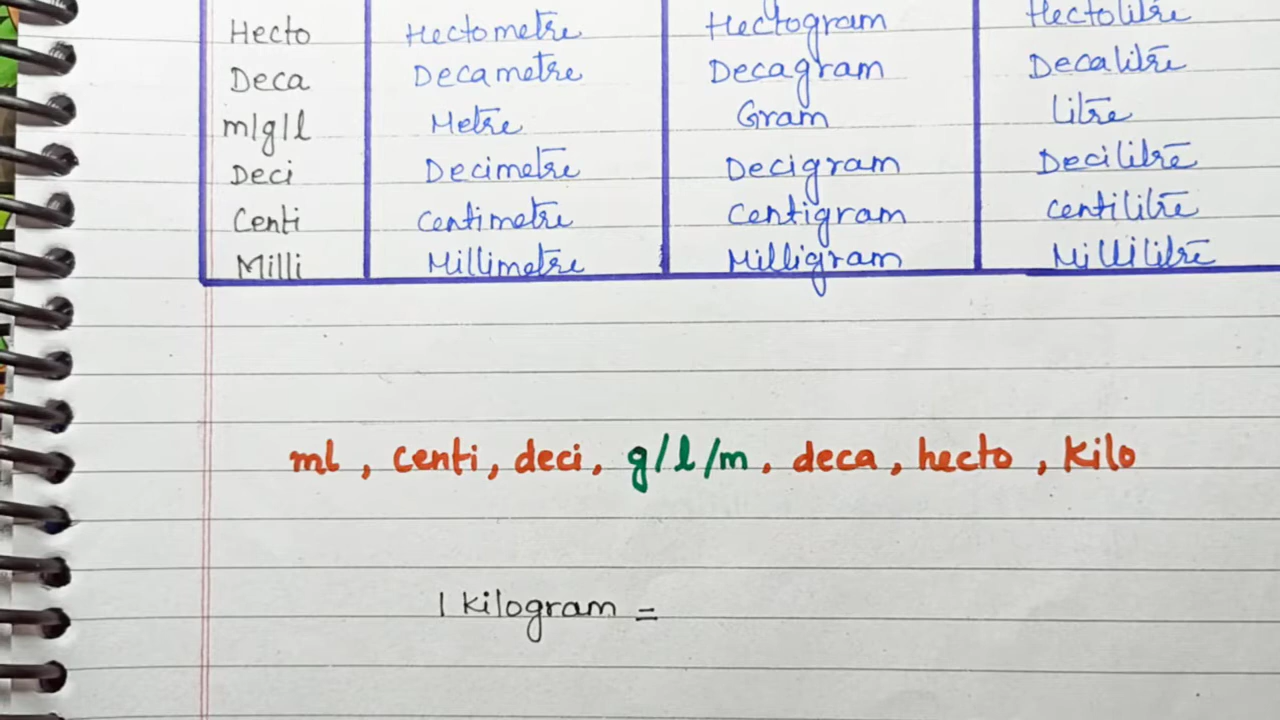 Hecto Hectometre Hectogram Hectolitre
Deca Decametre Decagram Decalitre
m/g/l Metre Gram litre
Deci Decimetre Decigram Decilitre
Centi Centimetre Centigram centilitre
Milli Millimetre Milligram Millilitre
ml, centi, deci, g/l/m, deca, hecto, Kilo
1 Kilogram =